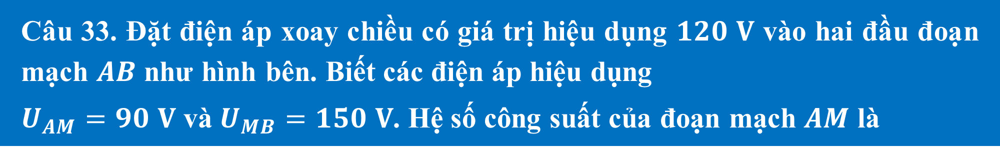 Câu 33. Đặt điện áp xoay chiều có giá trị hiệu dụng 120 V vào hai đầu đoạn
mạch AB như hình bên. Biết các điện áp hiệu dụng
U_{AM} = 90 V và U_{MB} = 150 V. Hệ số công suất của đoạn mạch AM là